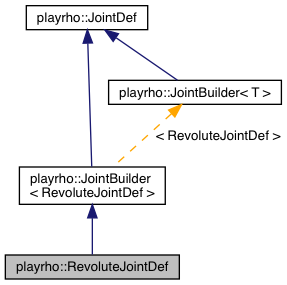 playrho::JointDef
playrho::JointBuilder< T >
< RevoluteJointDef >
playrho::JointBuilder
< RevoluteJointDef >
playrho::RevoluteJointDef